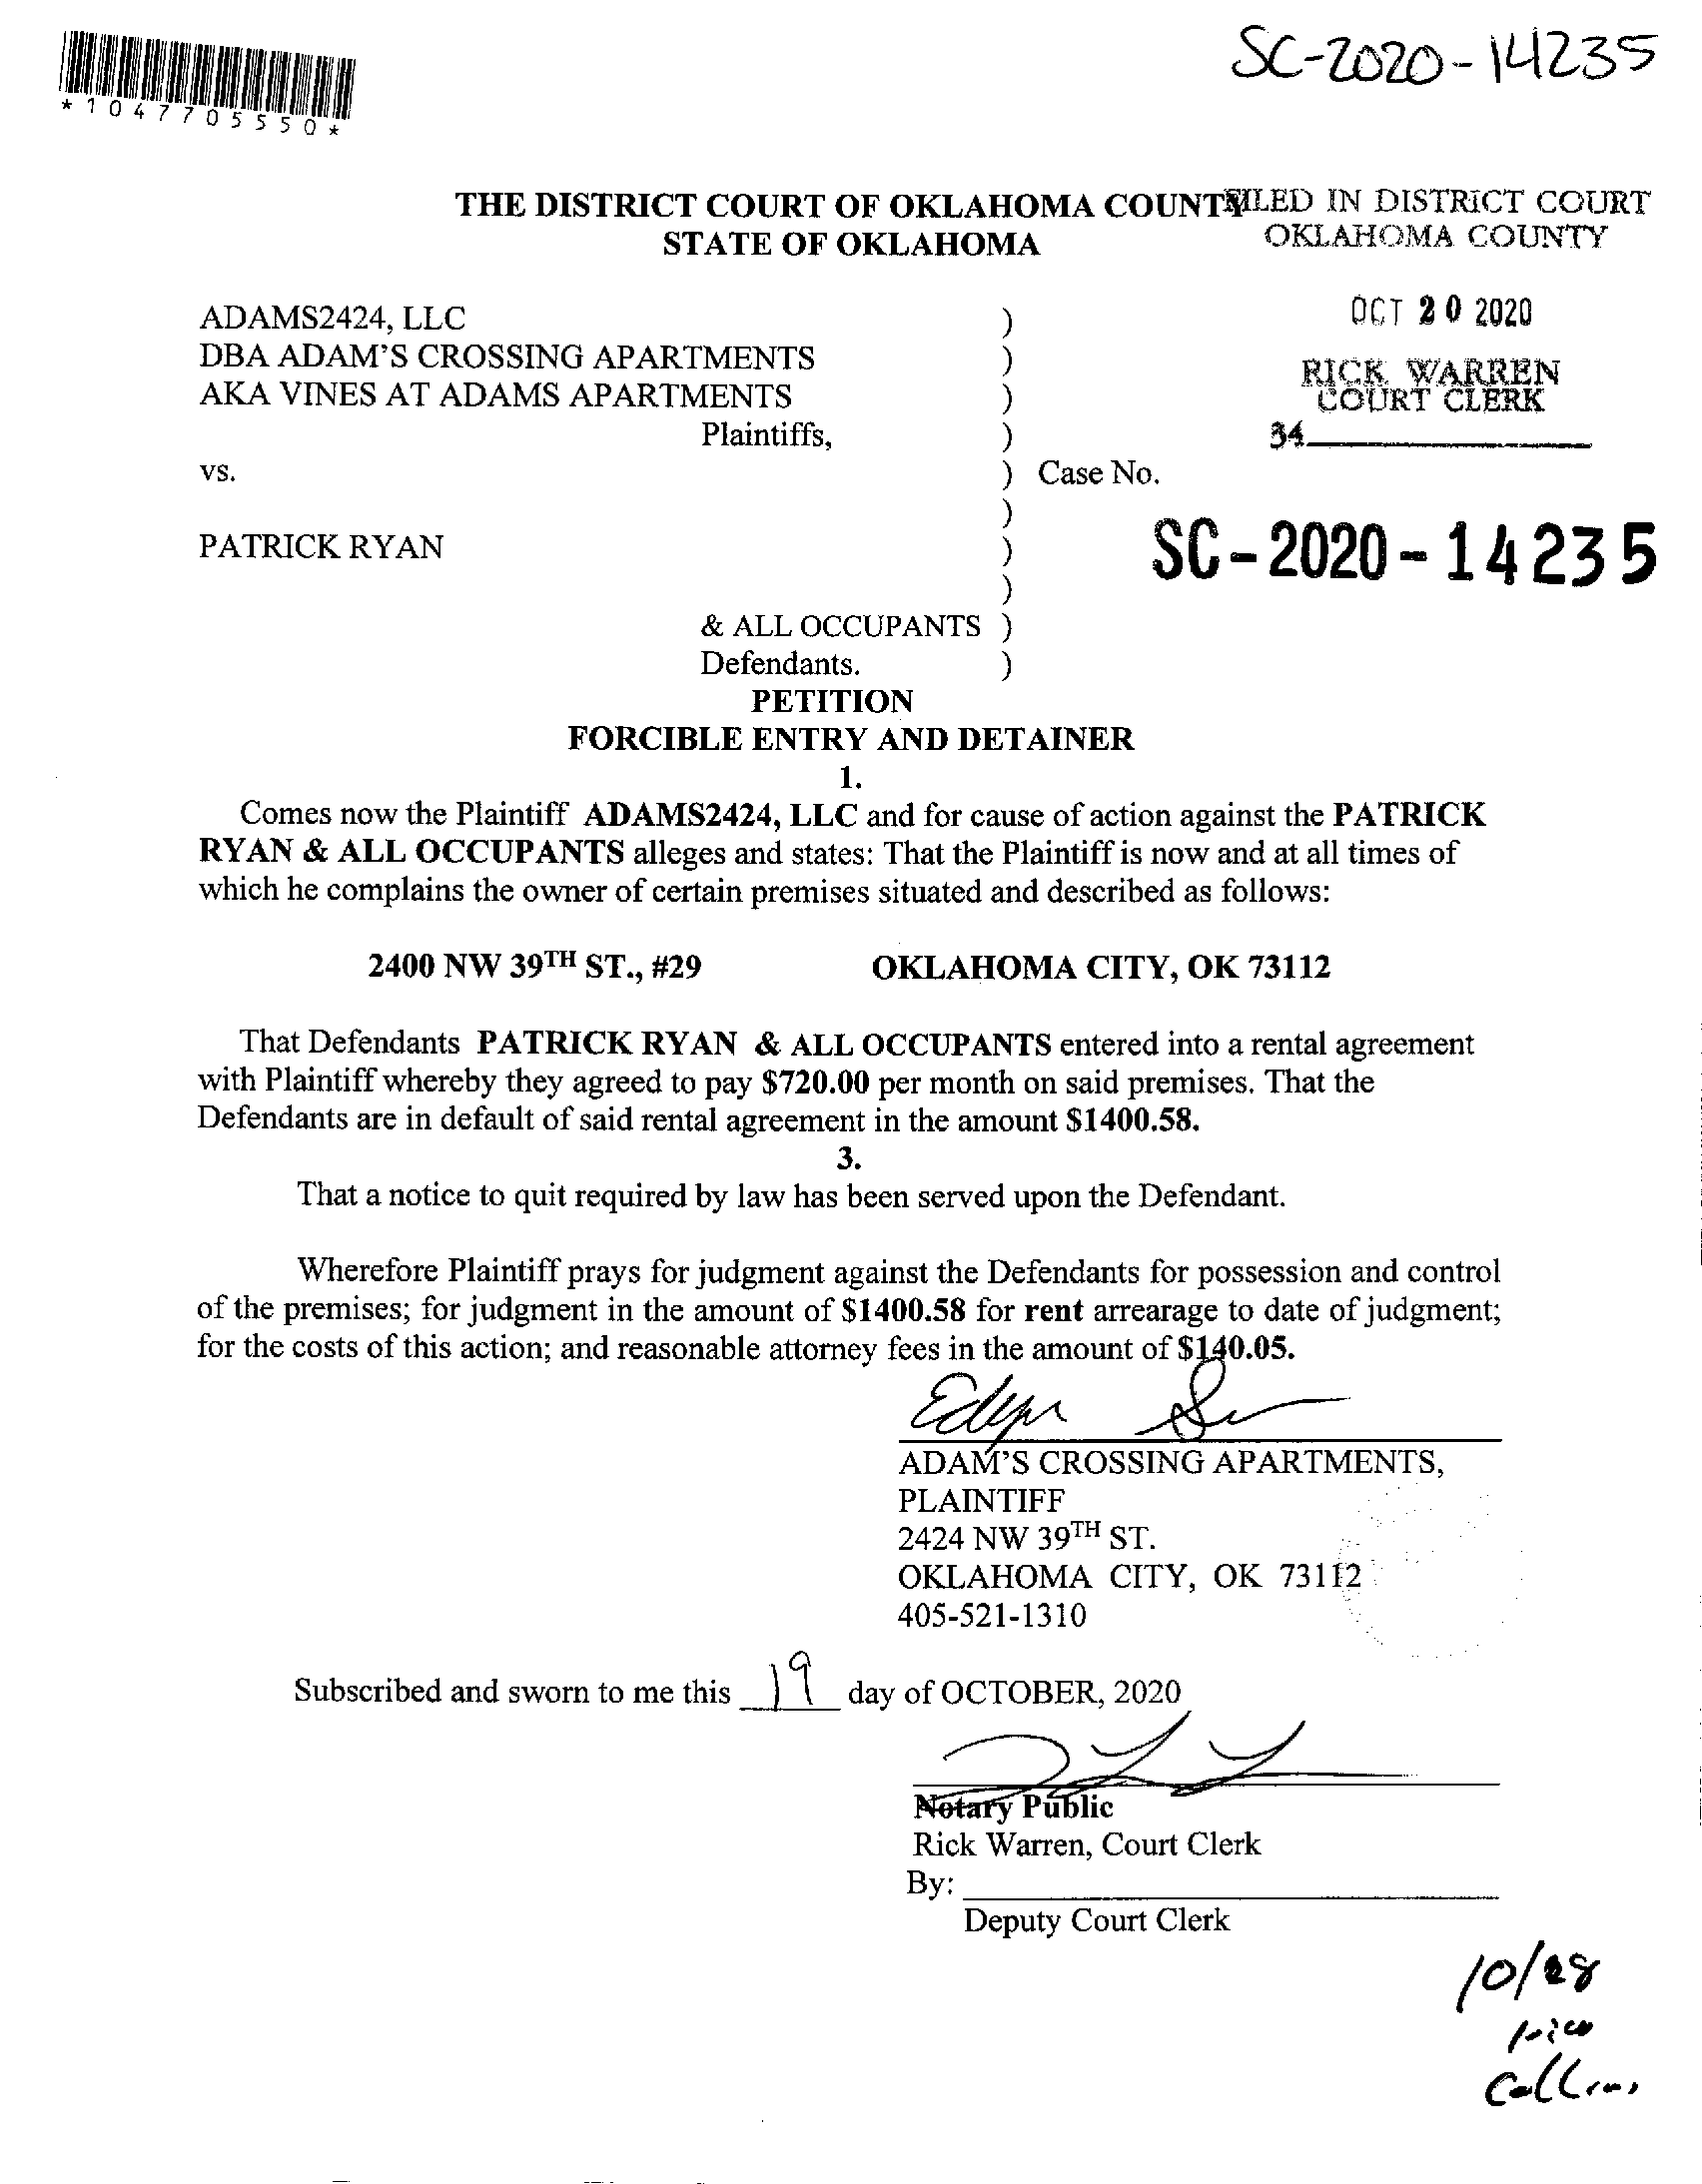 SC-2020-14235
*1047705550*
THE DISTRICT COURT OF OKLAHOMA COUNTY
STATE OF OKLAHOMA
FILED IN DISTRICT COURT
OKLAHOMA COUNTY
OCT 20 2020
RICK WARREN
COURT CLERK
34
ADAMS2424, LLC )
DBA ADAM'S CROSSING APARTMENTS )
AKA VINES AT ADAMS APARTMENTS )
Plaintiffs, )
vs. ) Case No.
)
PATRICK RYAN )
SC-2020-14235
)
& ALL OCCUPANTS )
Defendants. )
PETITION
FORCIBLE ENTRY AND DETAINER
1.
Comes now the Plaintiff ADAMS2424, LLC and for cause of action against the PATRICK
RYAN & ALL OCCUPANTS alleges and states: That the Plaintiff is now and at all times of
which he complains the owner of certain premises situated and described as follows:
2400 NW 39TH ST., #29 OKLAHOMA CITY, OK 73112
That Defendants PATRICK RYAN & ALL OCCUPANTS entered into a rental agreement
with Plaintiff whereby they agreed to pay $720.00 per month on said premises. That the
Defendants are in default of said rental agreement in the amount $1400.58.
3.
That a notice to quit required by law has been served upon the Defendant.
Wherefore Plaintiff prays for judgment against the Defendants for possession and control
of the premises; for judgment in the amount of $1400.58 for rent arrearage to date of judgment;
for the costs of this action; and reasonable attorney fees in the amount of $140.05.
ADAM'S CROSSING APARTMENTS,
PLAINTIFF
2424 NW 39TH ST.
OKLAHOMA CITY, OK 73112
405-521-1310
Subscribed and sworn to me this 19 day of OCTOBER, 2020
Notary Public
Rick Warren, Court Clerk
By:
Deputy Court Clerk
10/28